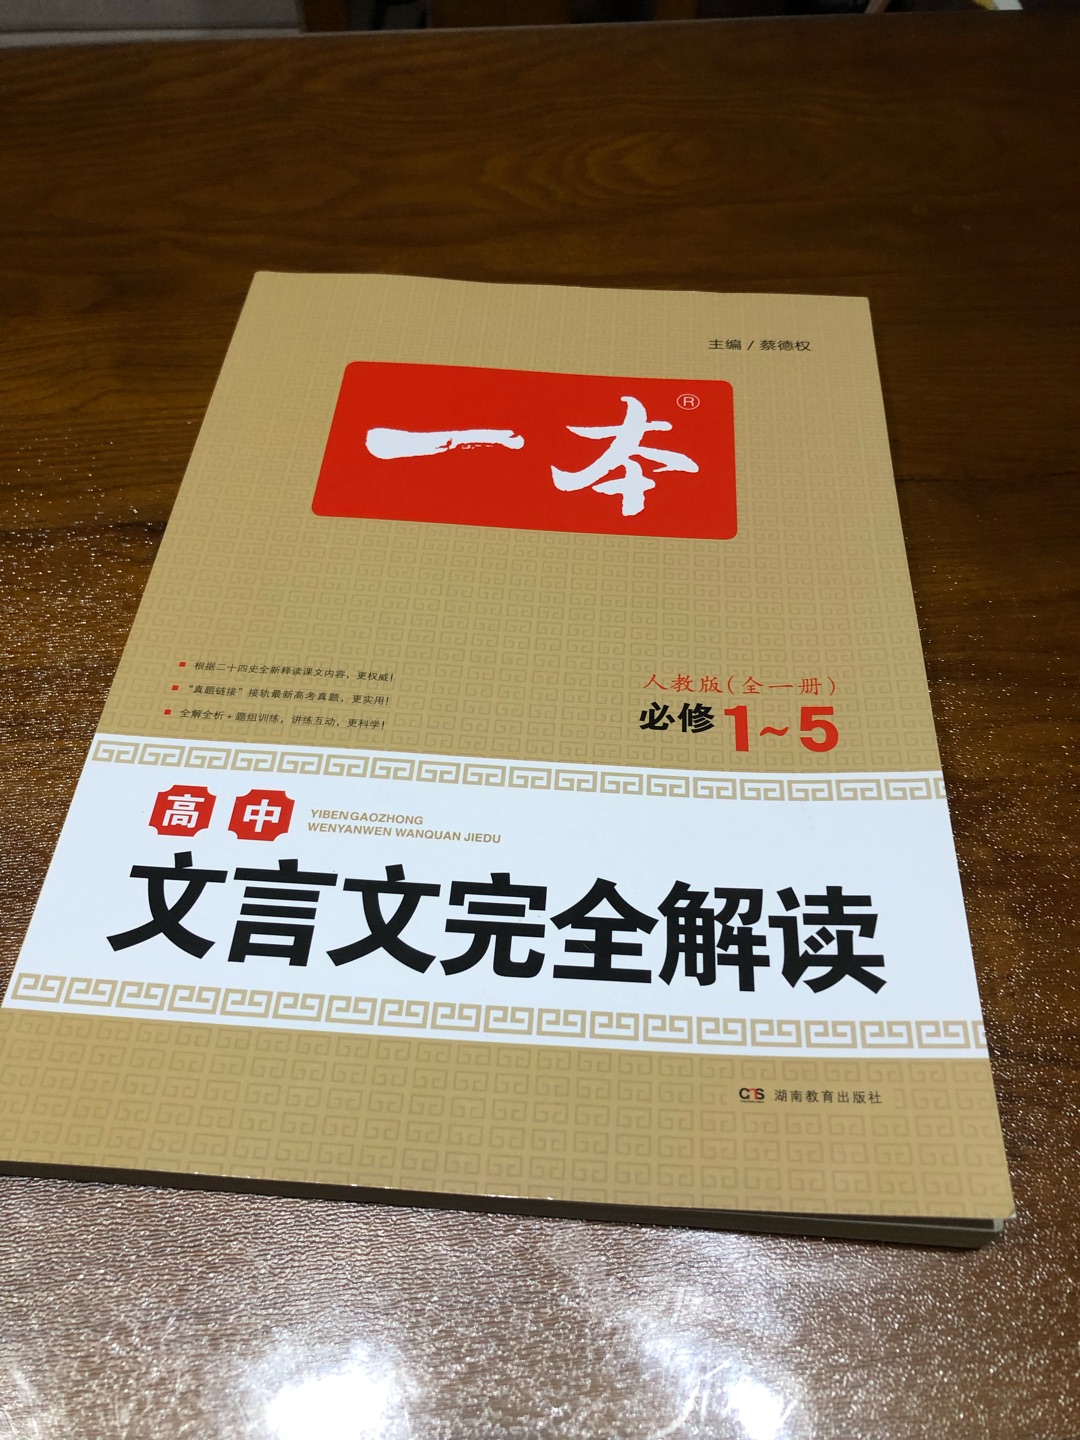 主编/蔡德权
一本®
根据二十四史全新释读课文内容,更权威!
“真题链接”接轨最新高考真题,更实用!
全解全析+题组训练,讲练互动,更科学!
人教版(全一册)
必修1~5
高中
YIBENGAOZHONG
WENYANWEN WANQUAN JIEDU
文言文完全解读
湖南教育出版社